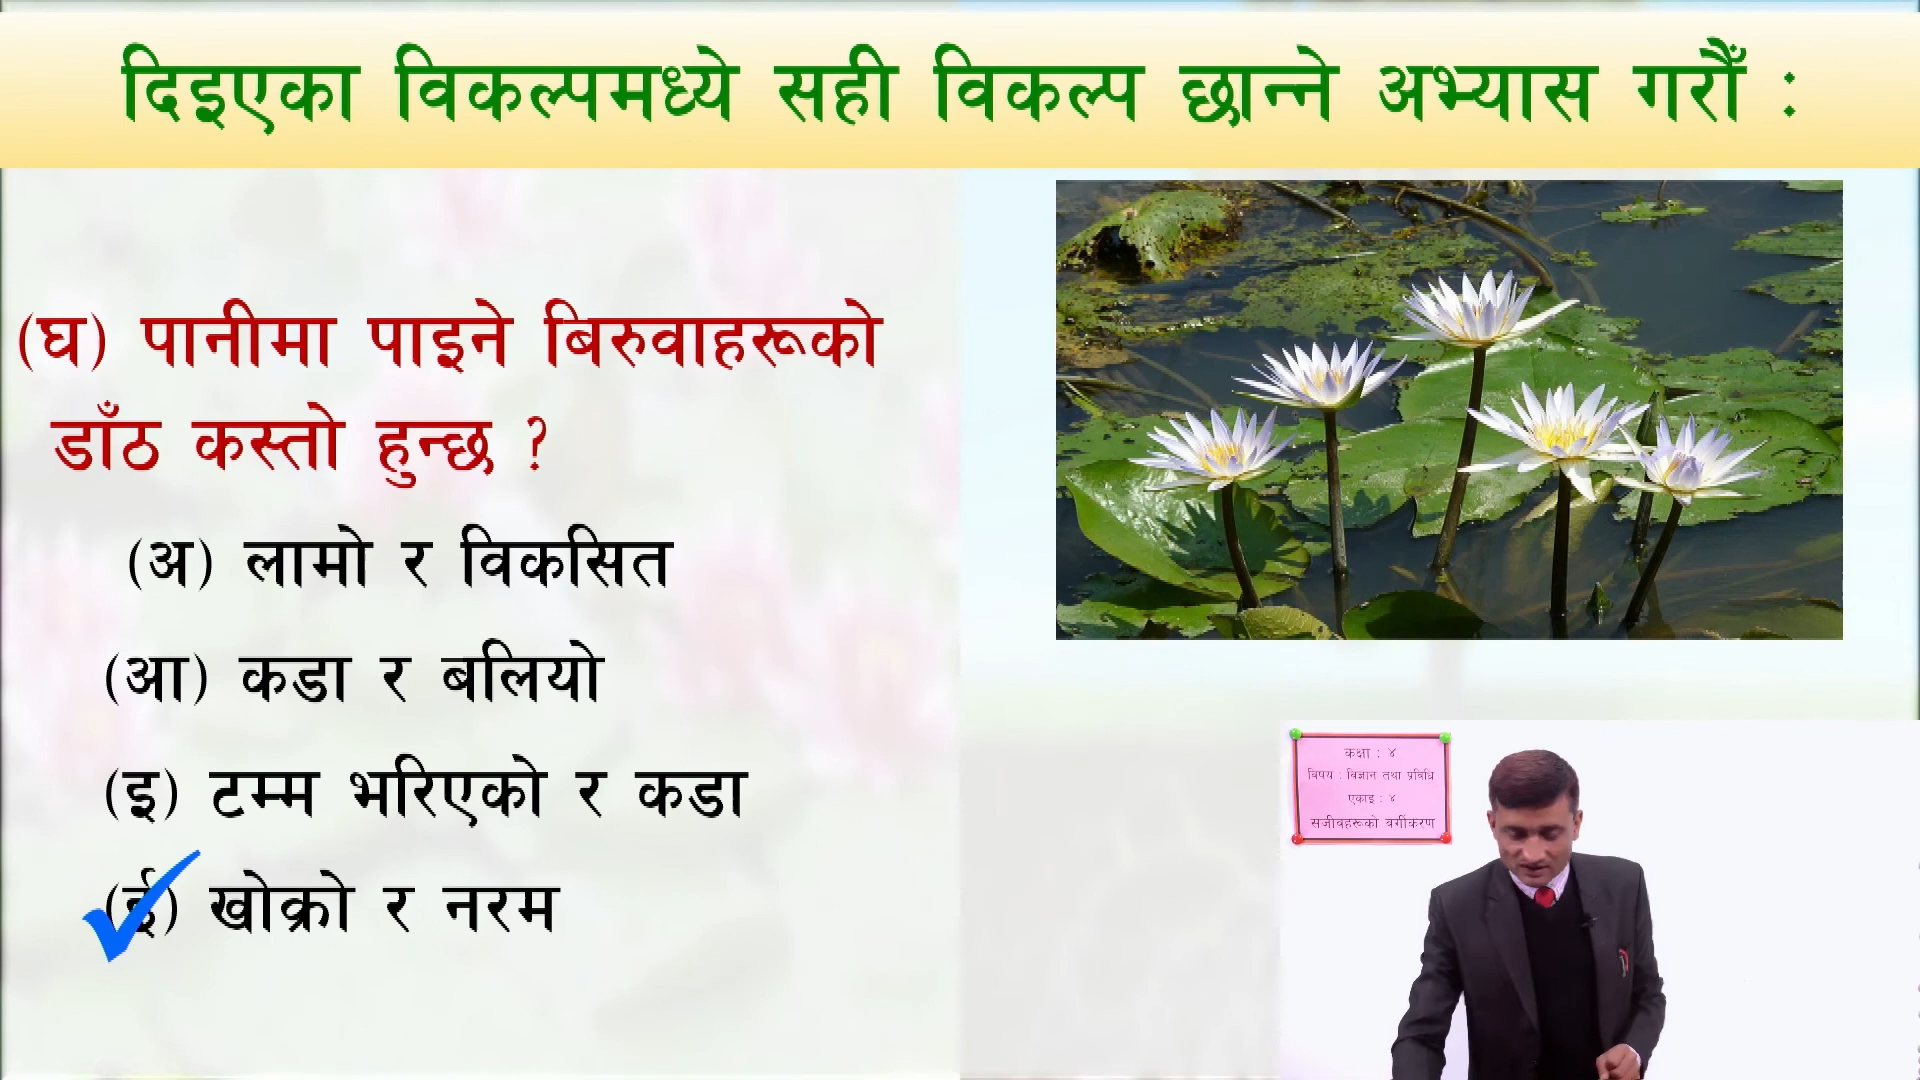 दिइएका विकल्पमध्ये सही विकल्प छान्ने अभ्यास गरौँ :
(घ) पानीमा पाइने बिरुवाहरूको
डाँठ कस्तो हुन्छ ?
(अ) लामो र विकसित
(आ) कडा र बलियो
(इ) टम्म भरिएको र कडा
(ई) खोक्रो र नरम
कक्षा : ४
विषय : विज्ञान तथा प्रविधि
एकाइ : ४
सजीवहरूको वर्गीकरण